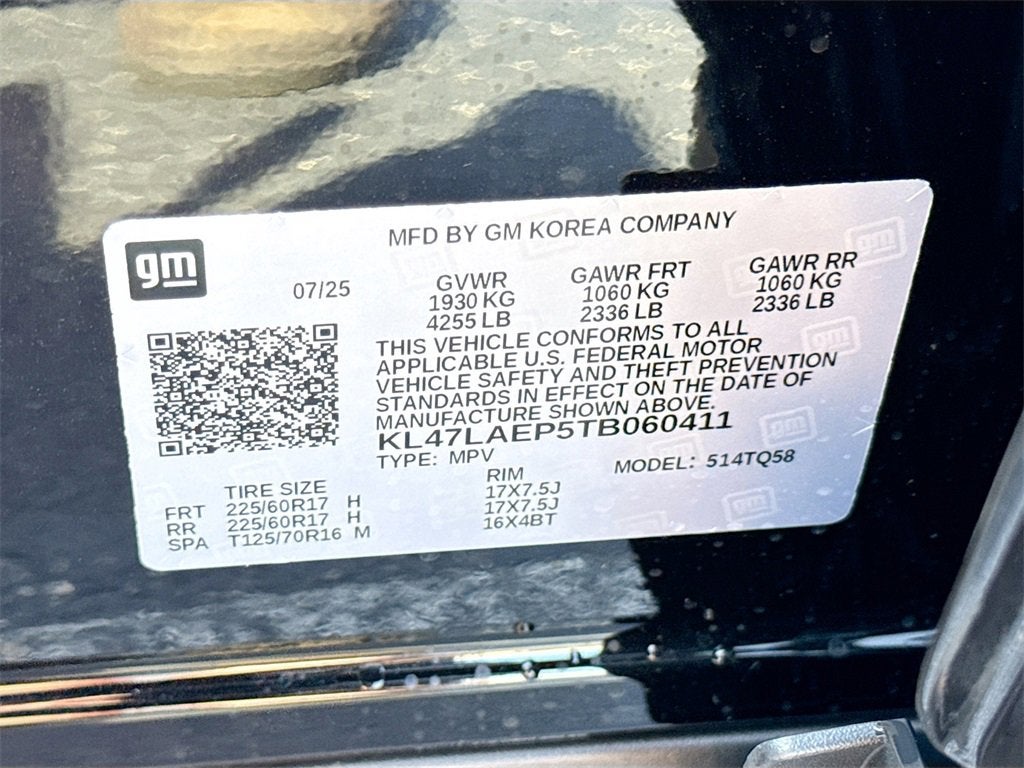 MFD BY GM KOREA COMPANY
gm
07/25
GVWR
1930 KG
4255 LB
GAWR FRT
1060 KG
2336 LB
GAWR RR
1060 KG
2336 LB
THIS VEHICLE CONFORMS TO ALL
APPLICABLE U.S. FEDERAL MOTOR
VEHICLE SAFETY AND THEFT PREVENTION
STANDARDS IN EFFECT ON THE DATE OF
MANUFACTURE SHOWN ABOVE.
KL47LAEP5TB060411
TYPE: MPV
MODEL: 514TQ58
TIRE SIZE RIM
FRT 225/60R17 H 17X7.5J
RR 225/60R17 H 17X7.5J
SPA T125/70R16 M 16X4BT